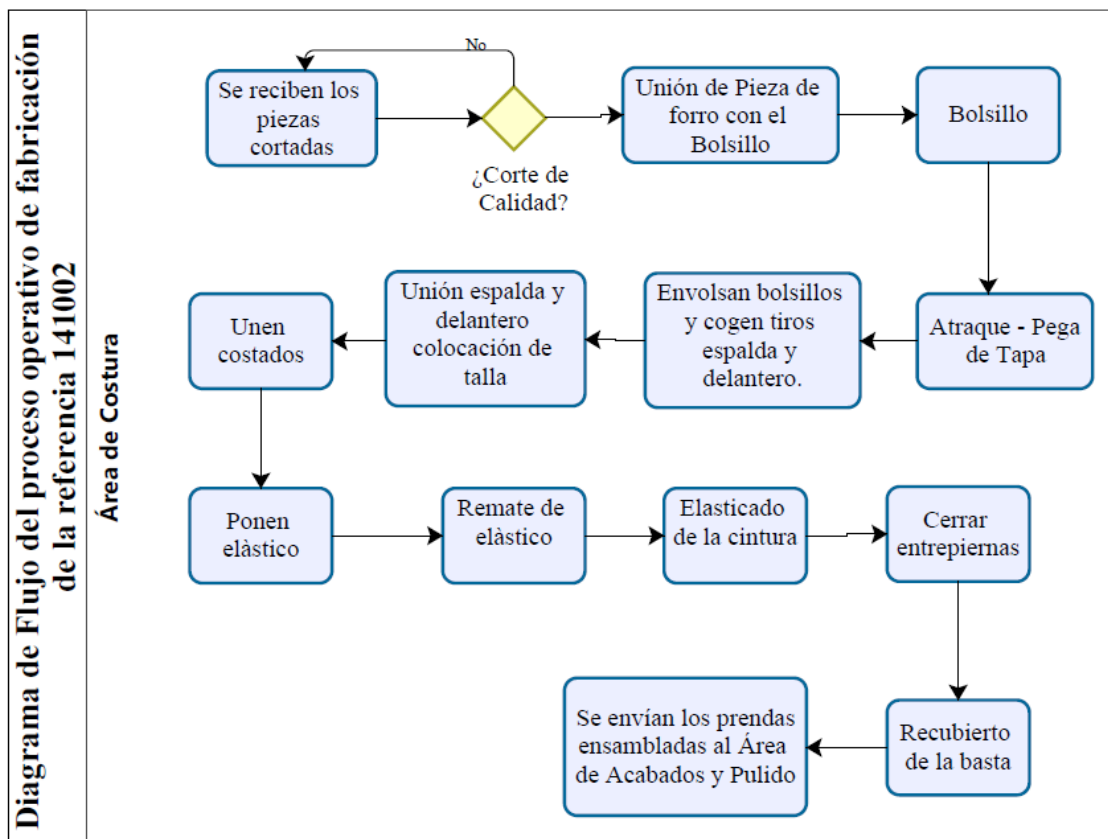 Diagrama de Flujo del proceso operativo de fabricación
de la referencia 141002
Área de Costura
No
Se reciben los
piezas
cortadas
¿Corte de
Calidad?
Unión de Pieza de
forro con el
Bolsillo
Bolsillo
Atraque - Pega
de Tapa
Envolsan bolsillos
y cogen tiros
espalda y
delantero.
Unión espalda y
delantero
colocación de
talla
Unen
costados
Ponen
elàstico
Remate de
elàstico
Elasticado
de la cintura
Cerrar
entrepiernas
Recubierto
de la basta
Se envían los prendas
ensambladas al Área
de Acabados y Pulido